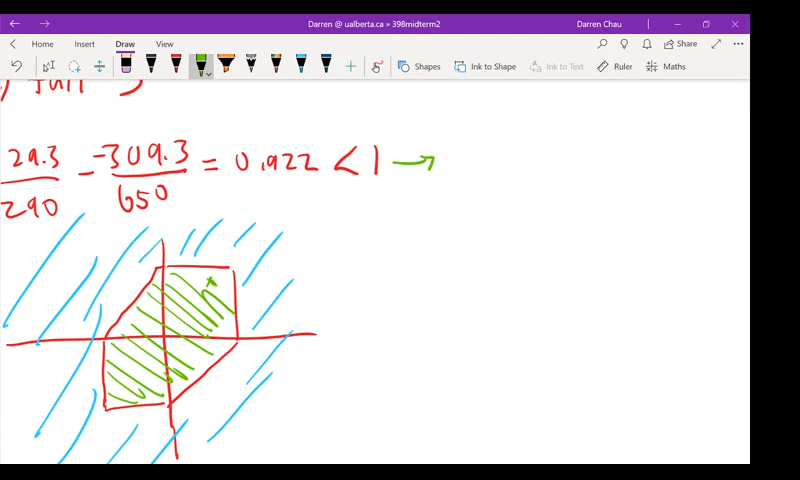 Darren @ ualberta.ca » 398midterm2
Darren Chau
Home Insert Draw View
Share
Shapes
Ink to Shape
Ink to Text
Ruler
Maths
29.3 - -309.3 = 0.922 < 1 →
290 650